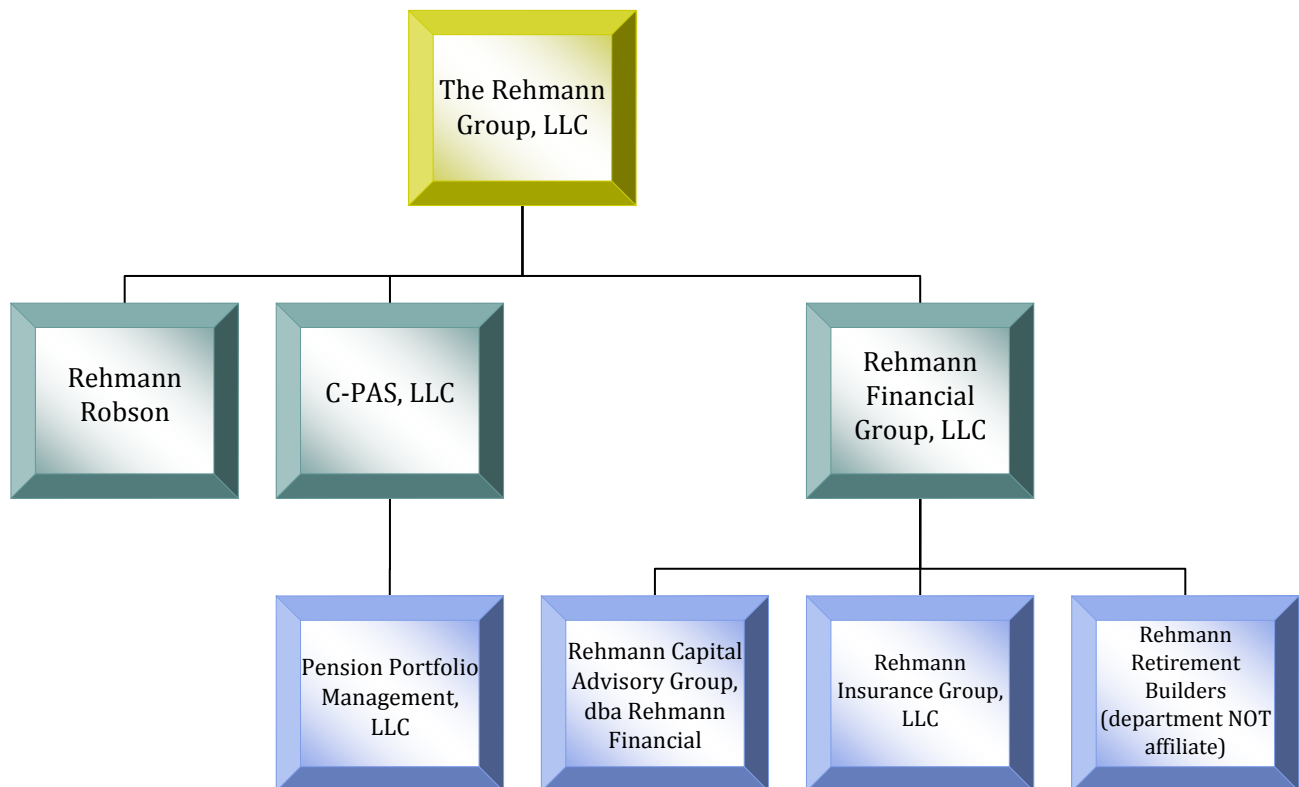 The Rehmann
Group, LLC
Rehmann
Robson
C-PAS, LLC
Rehmann
Financial
Group, LLC
Pension Portfolio
Management,
LLC
Rehmann Capital
Advisory Group,
dba Rehmann
Financial
Rehmann
Insurance Group,
LLC
Rehmann
Retirement
Builders
(department NOT
affiliate)